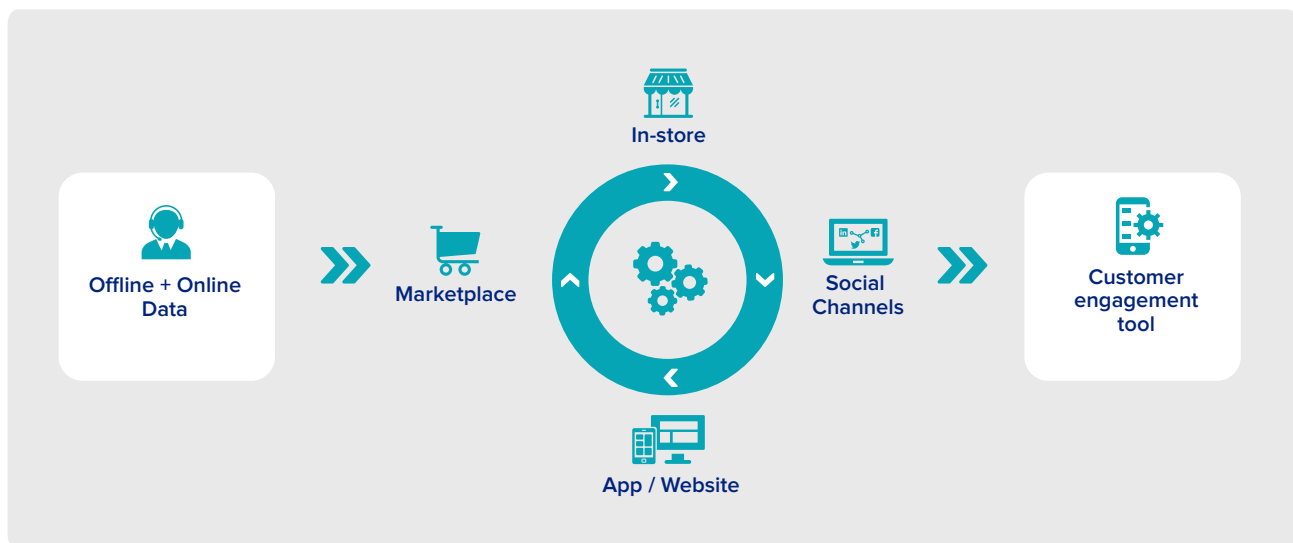 In-store
Offline + Online
Data
Marketplace
Social
Channels
Customer
engagement
tool
App / Website